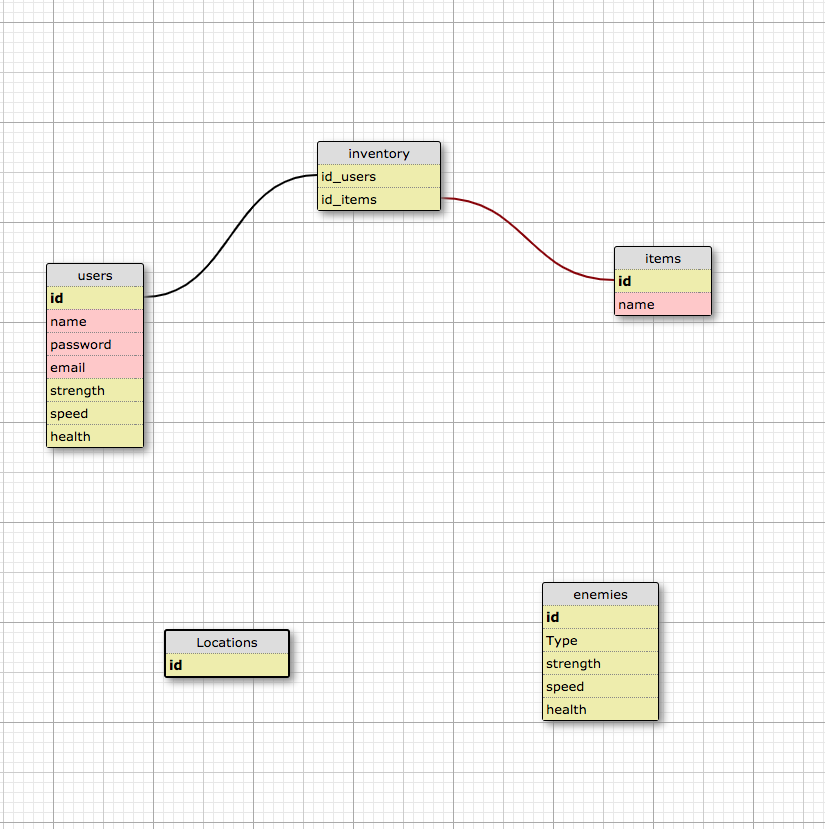 inventory
id_users
id_items
items
id
name
users
id
name
password
email
strength
speed
health
enemies
id
Type
strength
speed
health
Locations
id